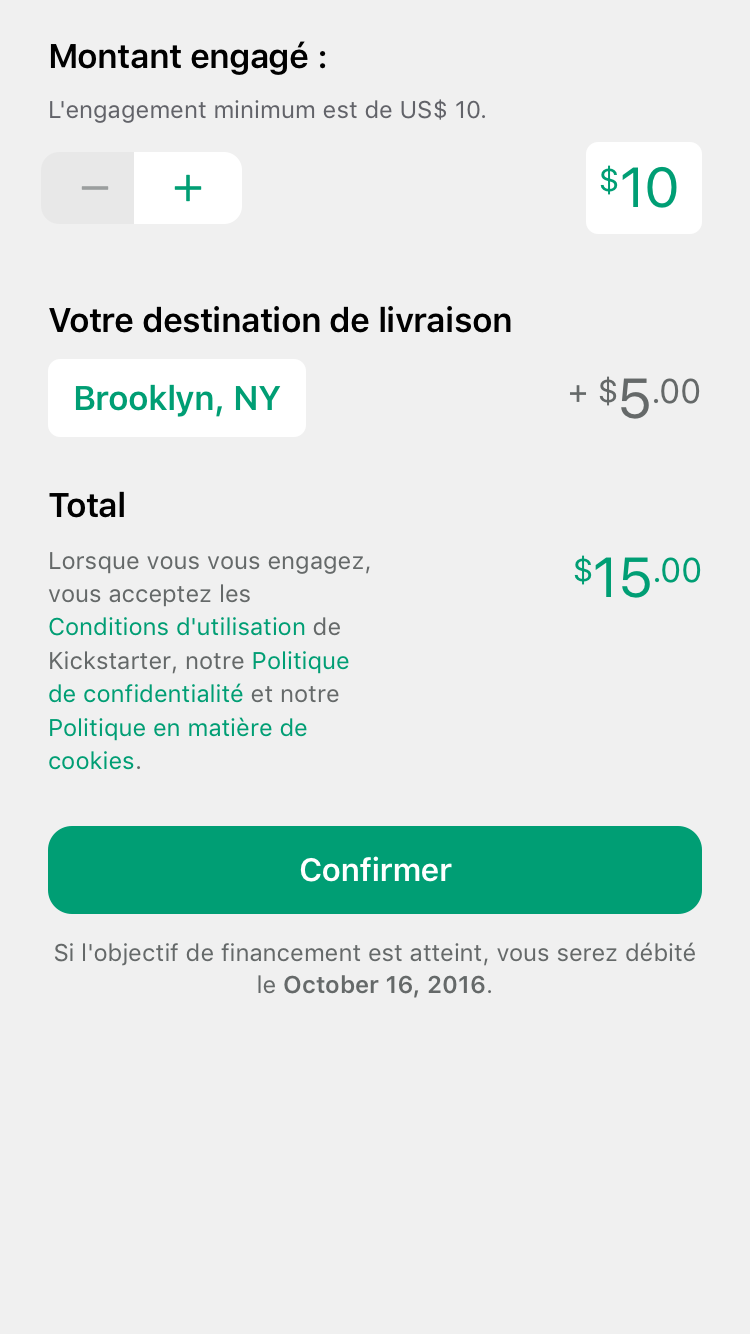 Montant engagé :
L'engagement minimum est de US$ 10.
− + $10
Votre destination de livraison
Brooklyn, NY + $5.00
Total
Lorsque vous vous engagez, $15.00
vous acceptez les
Conditions d'utilisation de
Kickstarter, notre Politique
de confidentialité et notre
Politique en matière de
cookies.
Confirmer
Si l'objectif de financement est atteint, vous serez débité
le October 16, 2016.